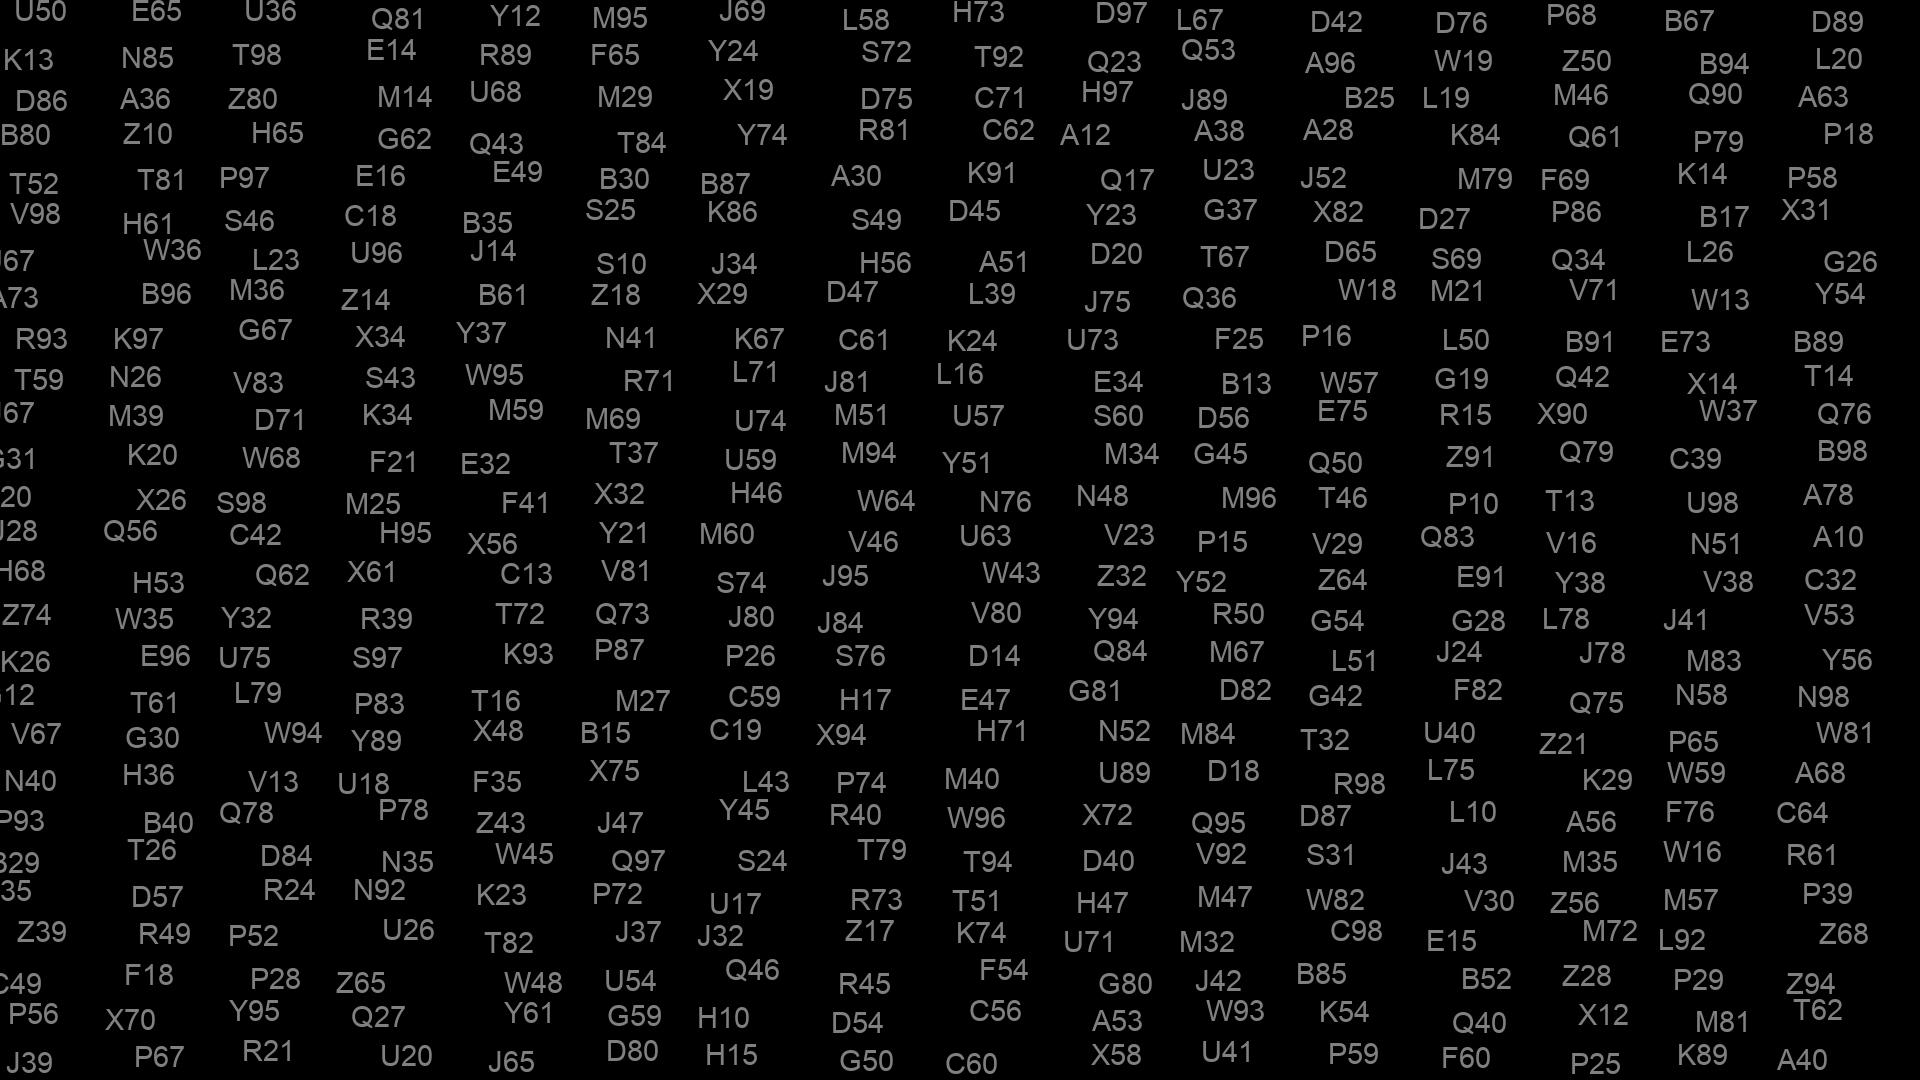 U50 E65 U36 Q81 Y12 M95 J69 L58 H73 D97 L67 D42 D76 P68 B67 D89
K13 N85 T98 E14 R89 F65 Y24 S72 T92 Q23 Q53 A96 W19 Z50 B94 L20
D86 A36 Z80 M14 U68 M29 X19 D75 C71 H97 J89 B25 L19 M46 Q90 A63
B80 Z10 H65 G62 Q43 T84 Y74 R81 C62 A12 A38 A28 K84 Q61 P79 P18
T52 T81 P97 E16 E49 B30 B87 A30 K91 Q17 U23 J52 M79 F69 K14 P58
V98 H61 S46 C18 B35 S25 K86 S49 D45 Y23 G37 X82 D27 P86 B17 X31
67 W36 L23 U96 J14 S10 J34 H56 A51 D20 T67 D65 S69 Q34 L26 G26
A73 B96 M36 Z14 B61 Z18 X29 D47 L39 J75 Q36 W18 M21 V71 W13 Y54
R93 K97 G67 X34 Y37 N41 K67 C61 K24 U73 F25 P16 L50 B91 E73 B89
T59 N26 V83 S43 W95 R71 L71 J81 L16 E34 B13 W57 G19 Q42 X14 T14
67 M39 D71 K34 M59 M69 U74 M51 U57 S60 D56 E75 R15 X90 W37 Q76
G31 K20 W68 F21 E32 T37 U59 M94 Y51 M34 G45 Q50 Z91 Q79 C39 B98
20 X26 S98 M25 F41 X32 H46 W64 N76 N48 M96 T46 P10 T13 U98 A78
J28 Q56 C42 H95 X56 Y21 M60 V46 U63 V23 P15 V29 Q83 V16 N51 A10
H68 H53 Q62 X61 C13 V81 S74 J95 W43 Z32 Y52 Z64 E91 Y38 V38 C32
Z74 W35 Y32 R39 T72 Q73 J80 J84 V80 Y94 R50 G54 G28 L78 J41 V53
K26 E96 U75 S97 K93 P87 P26 S76 D14 Q84 M67 L51 J24 J78 M83 Y56
12 T61 L79 P83 T16 M27 C59 H17 E47 G81 D82 G42 F82 Q75 N58 N98
V67 G30 W94 Y89 X48 B15 C19 X94 H71 N52 M84 T32 U40 Z21 P65 W81
N40 H36 V13 U18 F35 X75 L43 P74 M40 U89 D18 R98 L75 K29 W59 A68
P93 B40 Q78 P78 Z43 J47 Y45 R40 W96 X72 Q95 D87 L10 A56 F76 C64
B29 T26 D84 N35 W45 Q97 S24 T79 T94 D40 V92 S31 J43 M35 W16 R61
35 D57 R24 N92 K23 P72 U17 R73 T51 H47 M47 W82 V30 Z56 M57 P39
Z39 R49 P52 U26 T82 J37 J32 Z17 K74 U71 M32 C98 E15 M72 L92 Z68
C49 F18 P28 Z65 W48 U54 Q46 R45 F54 G80 J42 B85 B52 Z28 P29 Z94
P56 X70 Y95 Q27 Y61 G59 H10 D54 C56 A53 W93 K54 Q40 X12 M81 T62
J39 P67 R21 U20 J65 D80 H15 G50 C60 X58 U41 P59 F60 P25 K89 A40